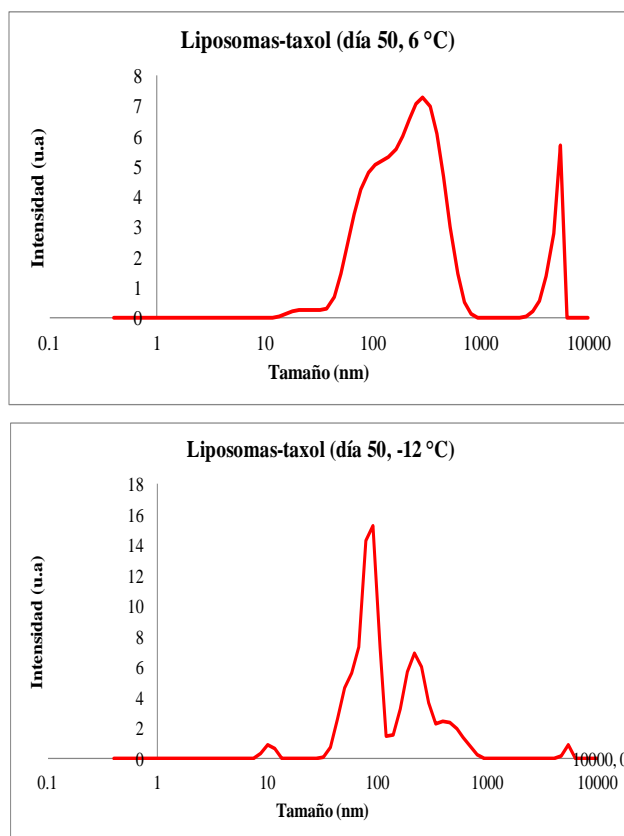 Liposomas-taxol (día 50, 6 °C)
8
7
6
5
4
3
2
1
0
Intensidad (u.a)
0.1 1 10 100 1000 10000
Tamaño (nm)
Liposomas-taxol (día 50, -12 °C)
18
16
14
12
10
8
6
4
2
0
Intensidad (u.a)
10000, 0
0.1 1 10 100 1000 10000
Tamaño (nm)